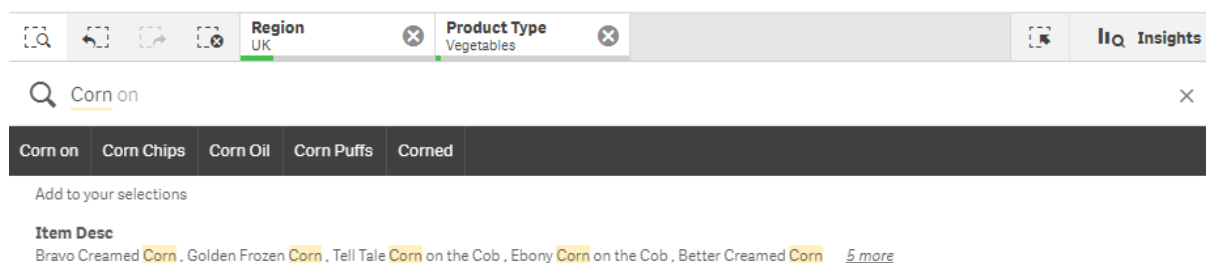 Region
UK
Product Type
Vegetables
Insights
Corn on
Corn on Corn Chips Corn Oil Corn Puffs Corned
Add to your selections
Item Desc
Bravo Creamed Corn , Golden Frozen Corn , Tell Tale Corn on the Cob , Ebony Corn on the Cob , Better Creamed Corn 5 more